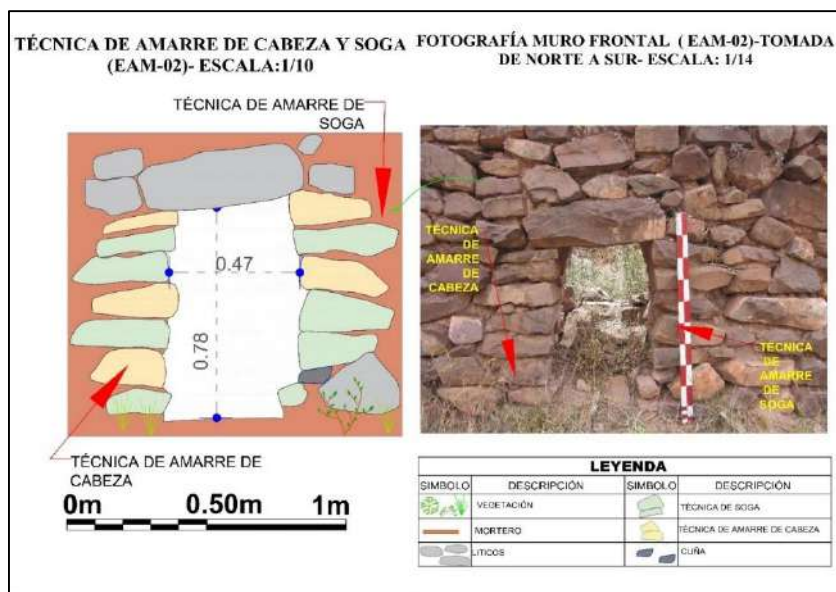 TÉCNICA DE AMARRE DE CABEZA Y SOGA
(EAM-02)- ESCALA:1/10
TÉCNICA DE AMARRE DE
SOGA
0.47
0.78
TÉCNICA DE AMARRE DE
CABEZA
0m 0.50m 1m
FOTOGRAFÍA MURO FRONTAL ( EAM-02)-TOMADA
DE NORTE A SUR- ESCALA: 1/14
TÉCNICA
DE
AMARRE
DE
CABEZA
TÉCNICA
DE
AMARRE
DE
SOGA
LEYENDA
SIMBOLO DESCRIPCIÓN SIMBOLO DESCRIPCIÓN
VEGETACIÓN TÉCNICA DE SOGA
MORTERO TÉCNICA DE AMARRE DE CABEZA
LITICOS CUÑA